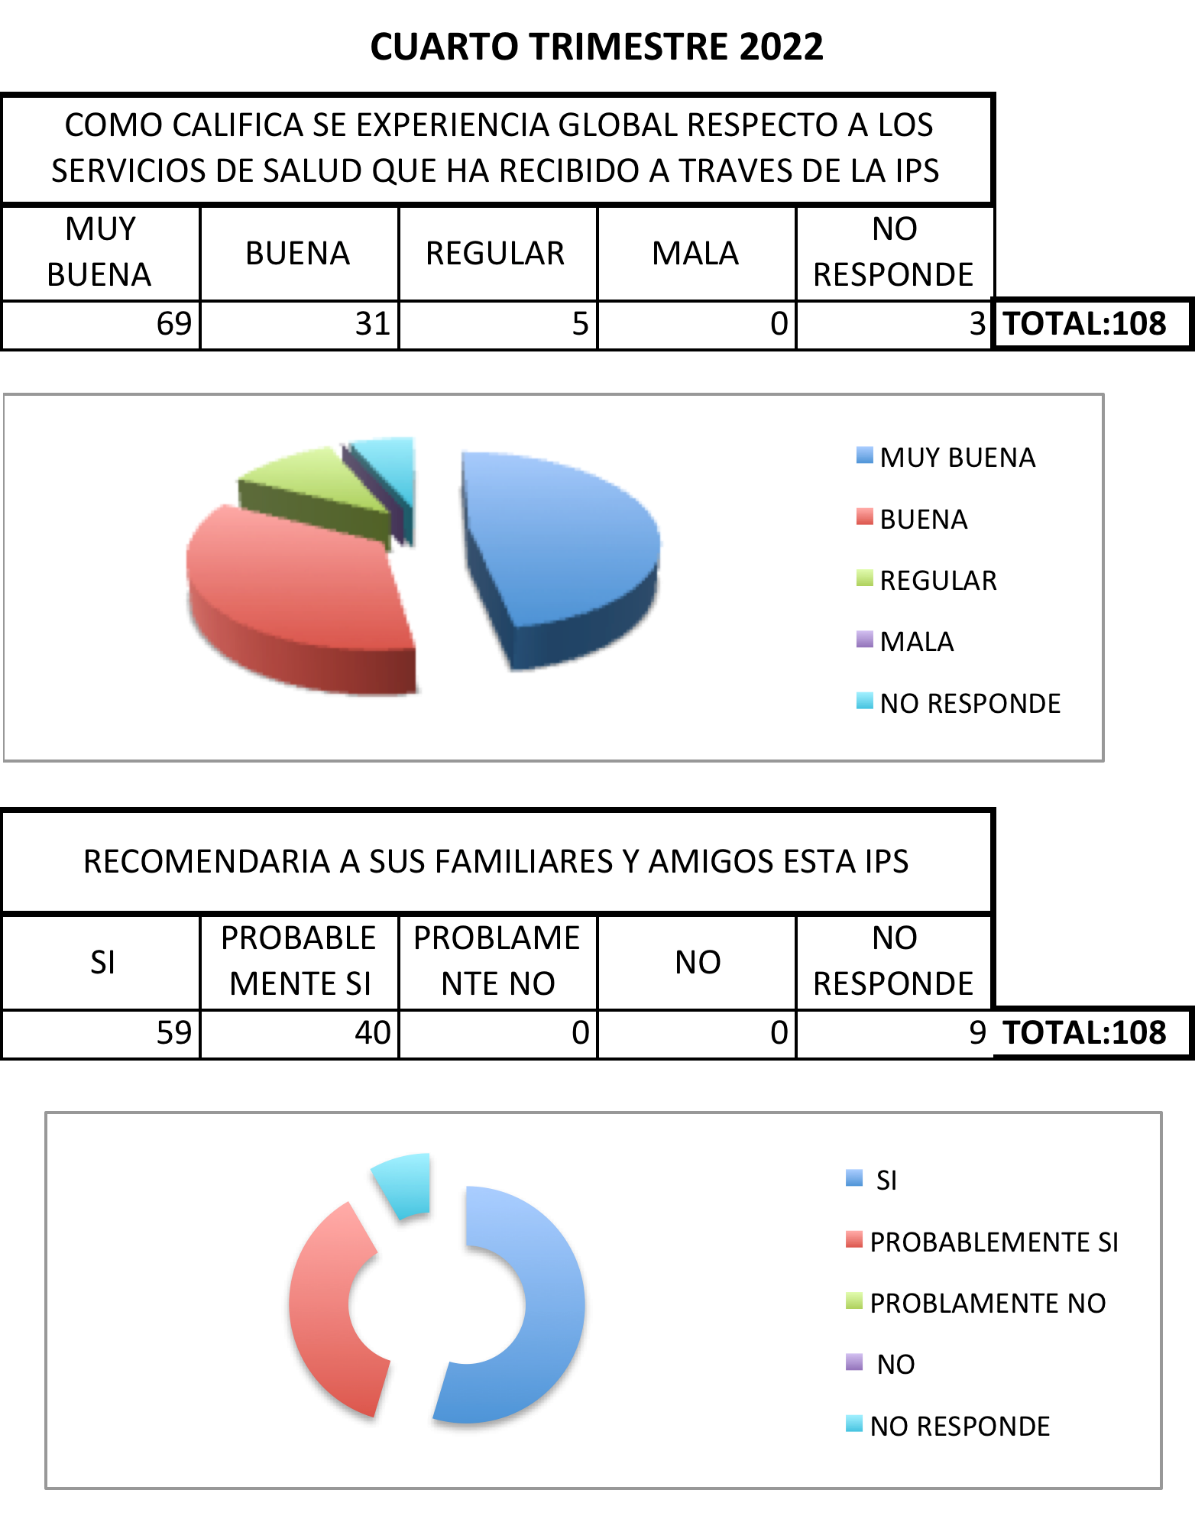 CUARTO TRIMESTRE 2022
COMO CALIFICA SE EXPERIENCIA GLOBAL RESPECTO A LOS
SERVICIOS DE SALUD QUE HA RECIBIDO A TRAVES DE LA IPS
MUY
BUENA
BUENA
REGULAR
MALA
NO
RESPONDE
69 31 5 0 3 TOTAL:108
MUY BUENA
BUENA
REGULAR
MALA
NO RESPONDE
RECOMENDARIA A SUS FAMILIARES Y AMIGOS ESTA IPS
SI
PROBABLE
MENTE SI
PROBLAME
NTE NO
NO
NO
RESPONDE
59 40 0 0 9 TOTAL:108
SI
PROBABLEMENTE SI
PROBLAMENTE NO
NO
NO RESPONDE